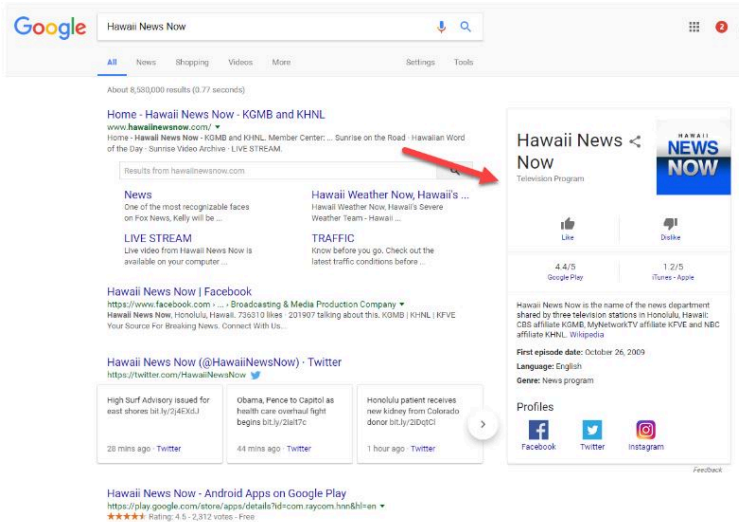 Google
Hawaii News Now
2
All News Shopping Videos More Settings Tools
About 8,530,000 results (0.77 seconds)
Home - Hawaii News Now - KGMB and KHNL
www.hawaiinewsnow.com/
Home - Hawaii News Now - KGMB and KHNL. Member Center: ... Sunrise on the Road · Hawaiian Word
of the Day · Sunrise Video Archive · LIVE STREAM.
Results from hawaiinewsnow.com
News
One of the most recognizable faces
on Fox News, Kelly will be ...
Hawaii Weather Now, Hawaii's ...
Hawaii Weather Now, Hawaii's Severe
Weather Team - Hawaii ...
LIVE STREAM
Live video from Hawaii News Now is
available on your computer ...
TRAFFIC
Know before you go. Check out the
latest traffic conditions before ...
Hawaii News Now | Facebook
https://www.facebook.com › ... › Broadcasting & Media Production Company
Hawaii News Now, Honolulu, Hawaii. 736310 likes · 201907 talking about this. KGMB | KHNL | KFVE
Your Source For Breaking News. Connect With Us...
Hawaii News Now (@HawaiiNewsNow) · Twitter
https://twitter.com/HawaiiNewsNow
High Surf Advisory issued for
east shores bit.ly/2j4EXdJ
28 mins ago · Twitter
Obama, Pence to Capitol as
health care overhaul fight
begins
44 mins ago · Twitter
Honolulu patient receives
new kidney from Colorado
donor
1 hour ago · Twitter
Hawaii News Now - Android Apps on Google Play
https://play.google.com/store/apps/details?id=com.raycom.hnn&hl=en
Rating: 4.5 - 2,312 votes - Free
Hawaii News
Now
Television Program
HAWAII
NEWS
NOW
Like
Dislike
4.4/5
Google Play
1.2/5
iTunes - Apple
Hawaii News Now is the name of the news department
shared by three television stations in Honolulu, Hawaii:
CBS affiliate KGMB, MyNetworkTV affiliate KFVE and NBC
affiliate KHNL. Wikipedia
First episode date: October 26, 2009
Language: English
Genre: News program
Profiles
Facebook Twitter Instagram
Feedback